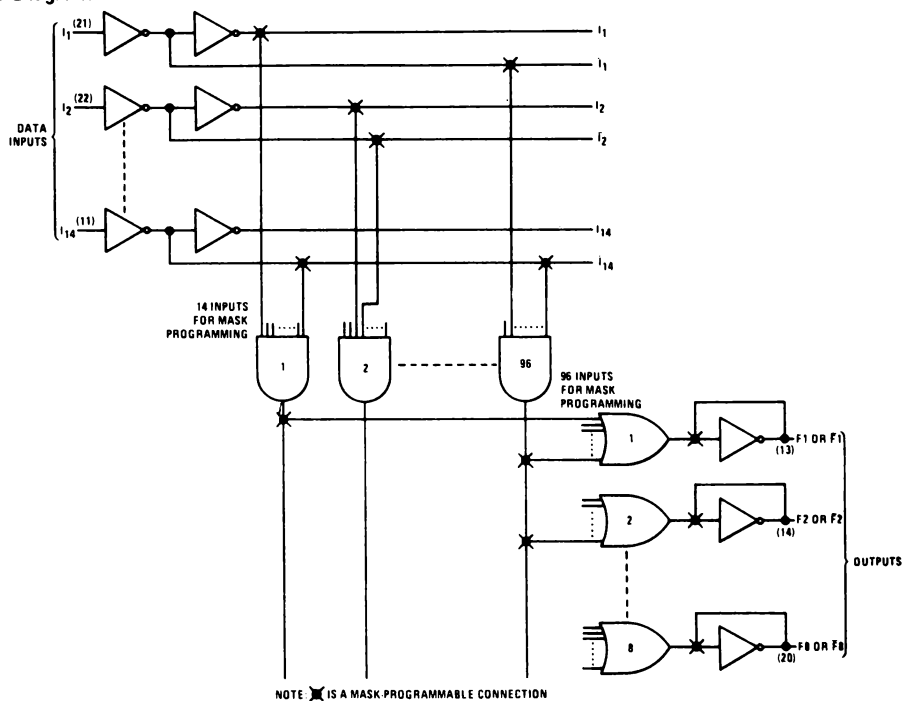 I1 (21)
I1
Ī1
I2 (22)
I2
Ī2
DATA
INPUTS
I14 (11)
I14
Ī14
14 INPUTS
FOR MASK
PROGRAMMING
1
2
96
96 INPUTS
FOR MASK
PROGRAMMING
1
F1 OR F̄1
(13)
2
F2 OR F̄2
(14)
OUTPUTS
8
F8 OR F̄8
(20)
NOTE: IS A MASK-PROGRAMMABLE CONNECTION